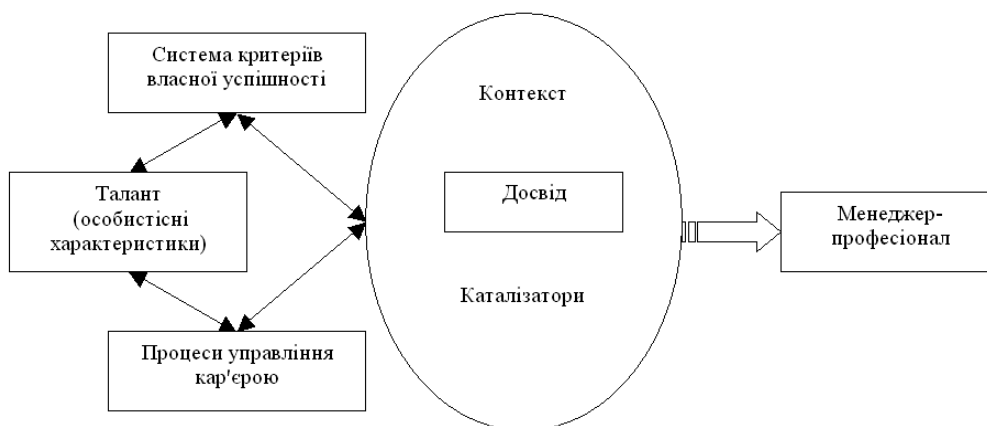 Система критеріїв
власної успішності
Талант
(особистісні
характеристики)
Процеси управління
кар'єрою
Контекст
Досвід
Каталізатори
Менеджер-
професіонал